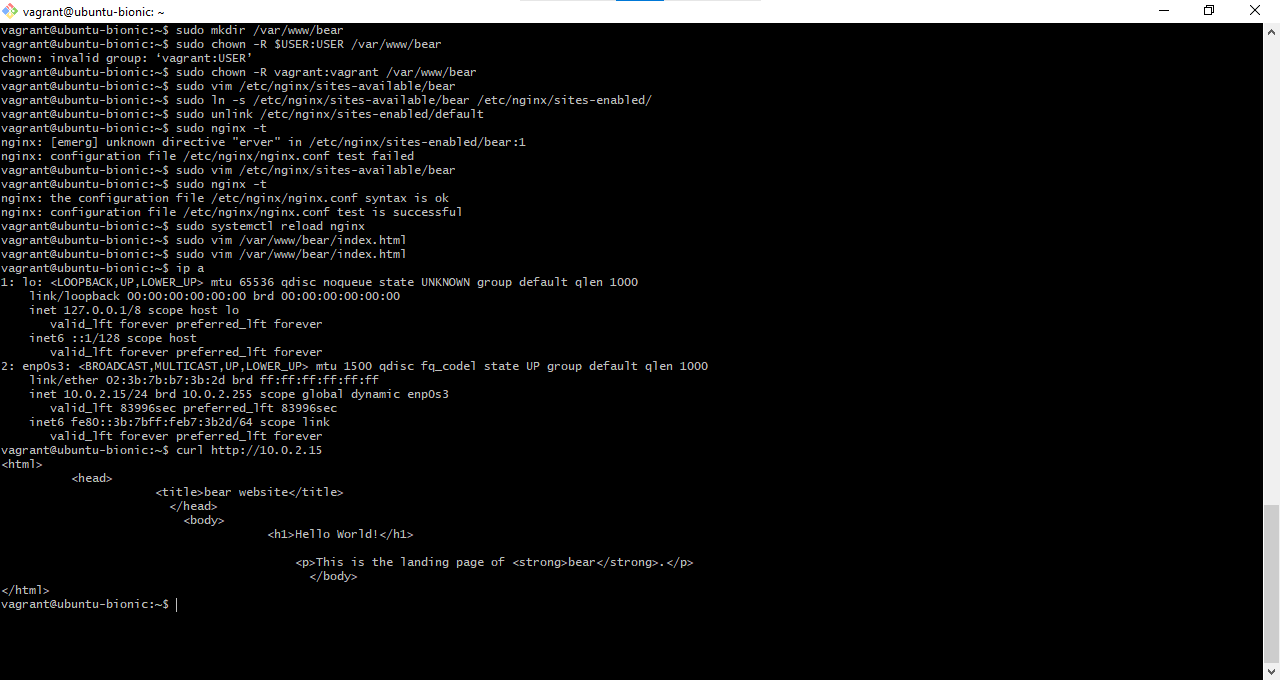 vagrant@ubuntu-bionic: ~
vagrant@ubuntu-bionic:~$ sudo mkdir /var/www/bear
vagrant@ubuntu-bionic:~$ sudo chown -R $USER:USER /var/www/bear
chown: invalid group: ‘vagrant:USER’
vagrant@ubuntu-bionic:~$ sudo chown -R vagrant:vagrant /var/www/bear
vagrant@ubuntu-bionic:~$ sudo vim /etc/nginx/sites-available/bear
vagrant@ubuntu-bionic:~$ sudo ln -s /etc/nginx/sites-available/bear /etc/nginx/sites-enabled/
vagrant@ubuntu-bionic:~$ sudo unlink /etc/nginx/sites-enabled/default
vagrant@ubuntu-bionic:~$ sudo nginx -t
nginx: [emerg] unknown directive "erver" in /etc/nginx/sites-enabled/bear:1
nginx: configuration file /etc/nginx/nginx.conf test failed
vagrant@ubuntu-bionic:~$ sudo vim /etc/nginx/sites-available/bear
vagrant@ubuntu-bionic:~$ sudo nginx -t
nginx: the configuration file /etc/nginx/nginx.conf syntax is ok
nginx: configuration file /etc/nginx/nginx.conf test is successful
vagrant@ubuntu-bionic:~$ sudo systemctl reload nginx
vagrant@ubuntu-bionic:~$ sudo vim /var/www/bear/index.html
vagrant@ubuntu-bionic:~$ sudo vim /var/www/bear/index.html
vagrant@ubuntu-bionic:~$ ip a
1: lo: <LOOPBACK,UP,LOWER_UP> mtu 65536 qdisc noqueue state UNKNOWN group default qlen 1000
    link/loopback 00:00:00:00:00:00 brd 00:00:00:00:00:00
    inet 127.0.0.1/8 scope host lo
       valid_lft forever preferred_lft forever
    inet6 ::1/128 scope host
       valid_lft forever preferred_lft forever
2: enp0s3: <BROADCAST,MULTICAST,UP,LOWER_UP> mtu 1500 qdisc fq_codel state UP group default qlen 1000
    link/ether 02:3b:7b:b7:3b:2d brd ff:ff:ff:ff:ff:ff
    inet 10.0.2.15/24 brd 10.0.2.255 scope global dynamic enp0s3
       valid_lft 83996sec preferred_lft 83996sec
    inet6 fe80::3b:7bff:feb7:3b2d/64 scope link
       valid_lft forever preferred_lft forever
vagrant@ubuntu-bionic:~$ curl http://10.0.2.15
<html>
          <head>
                      <title>bear website</title>
                        </head>
                          <body>
                                      <h1>Hello World!</h1>
                                          <p>This is the landing page of <strong>bear</strong>.</p>
                                            </body>
</html>
vagrant@ubuntu-bionic:~$